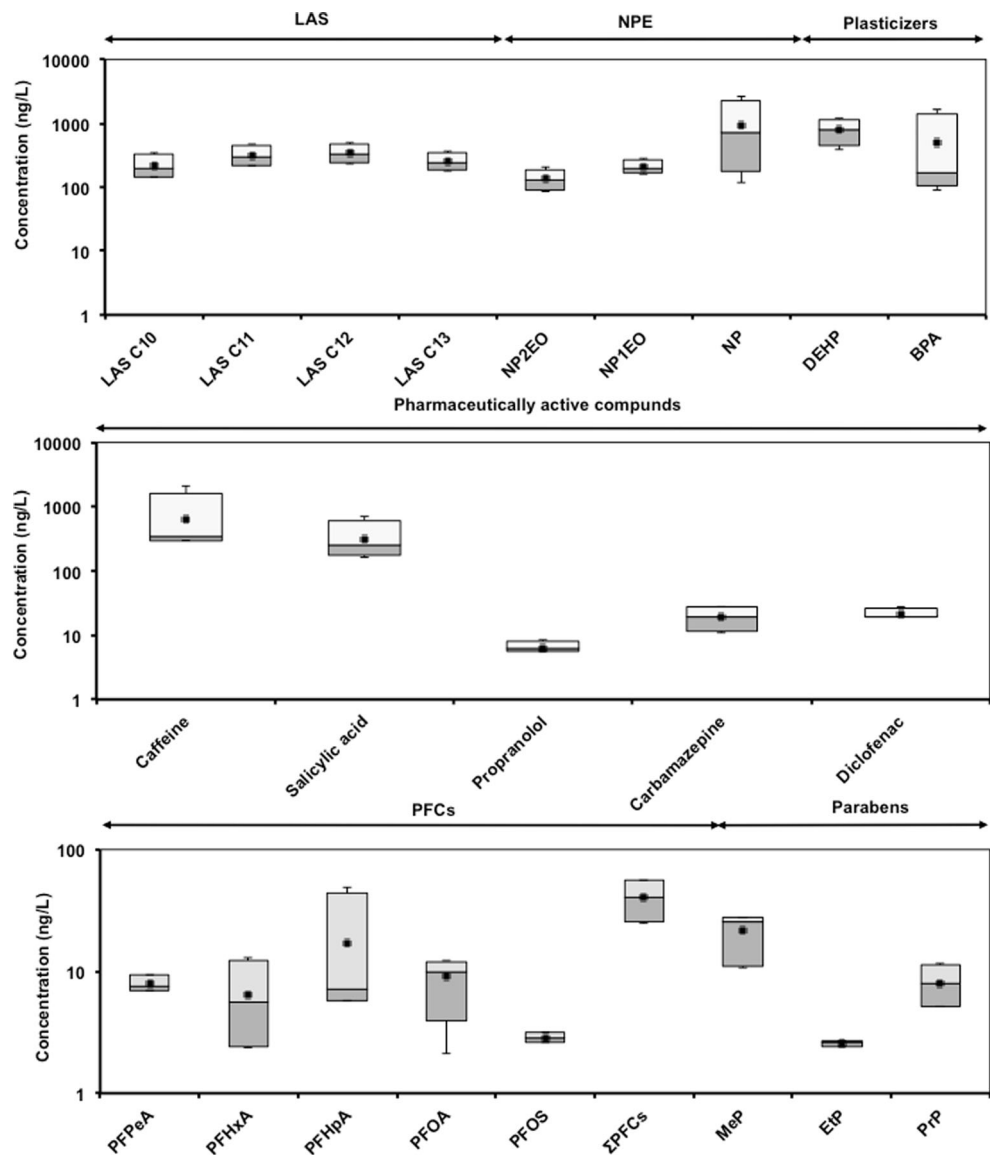 LAS NPE Plasticizers
Concentration (ng/L)
10000
1000
100
10
1
LAS C10 LAS C11 LAS C12 LAS C13 NP2EO NP1EO NP DEHP BPA
Pharmaceutically active compunds
Concentration (ng/L)
10000
1000
100
10
1
Caffeine Salicylic acid Propranolol Carbamazepine Diclofenac
PFCs Parabens
Concentration (ng/L)
100
10
1
PFPeA PFHxA PFHpA PFOA PFOS ΣPFCs MeP EtP PrP